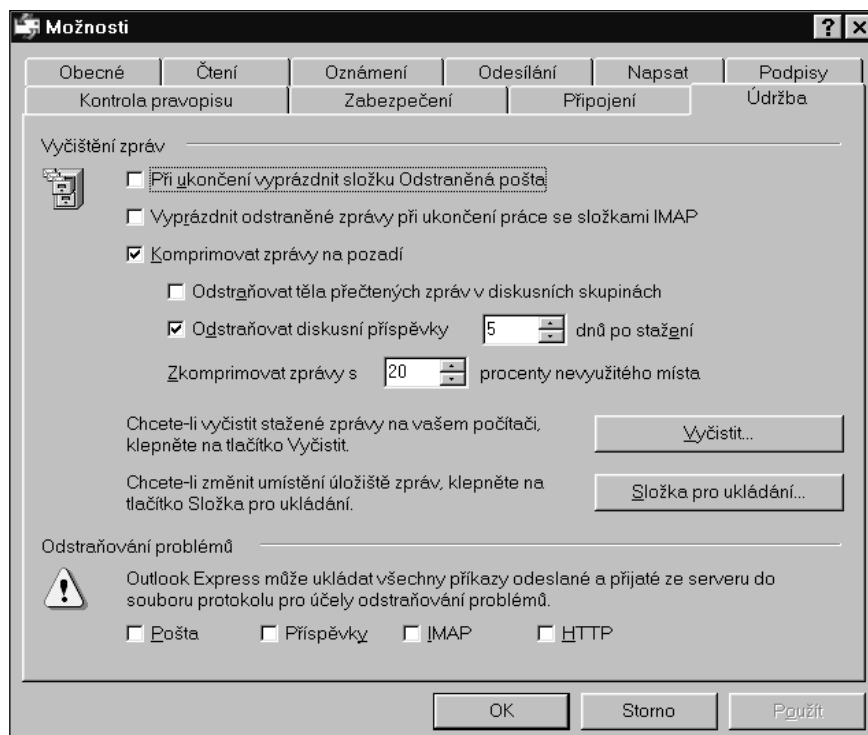 Možnosti
Obecné Čtení Oznámení Odesílání Napsat Podpisy
Kontrola pravopisu Zabezpečení Připojení Údržba
Vyčištění zpráv
Při ukončení vyprázdnit složku Odstraněná pošta
Vyprázdnit odstraněné zprávy při ukončení práce se složkami IMAP
Komprimovat zprávy na pozadí
Odstraňovat těla přečtených zpráv v diskusních skupinách
Odstraňovat diskusní příspěvky 5 dnů po stažení
Zkomprimovat zprávy s 20 procenty nevyužitého místa
Chcete-li vyčistit stažené zprávy na vašem počítači,
klepněte na tlačítko Vyčistit.
Vyčistit...
Chcete-li změnit umístění úložiště zpráv, klepněte na
tlačítko Složka pro ukládání.
Složka pro ukládání...
Odstraňování problémů
Outlook Express může ukládat všechny příkazy odeslané a přijaté ze serveru do
souboru protokolu pro účely odstraňování problémů.
Pošta Příspěvky IMAP HTTP
OK Storno Použít